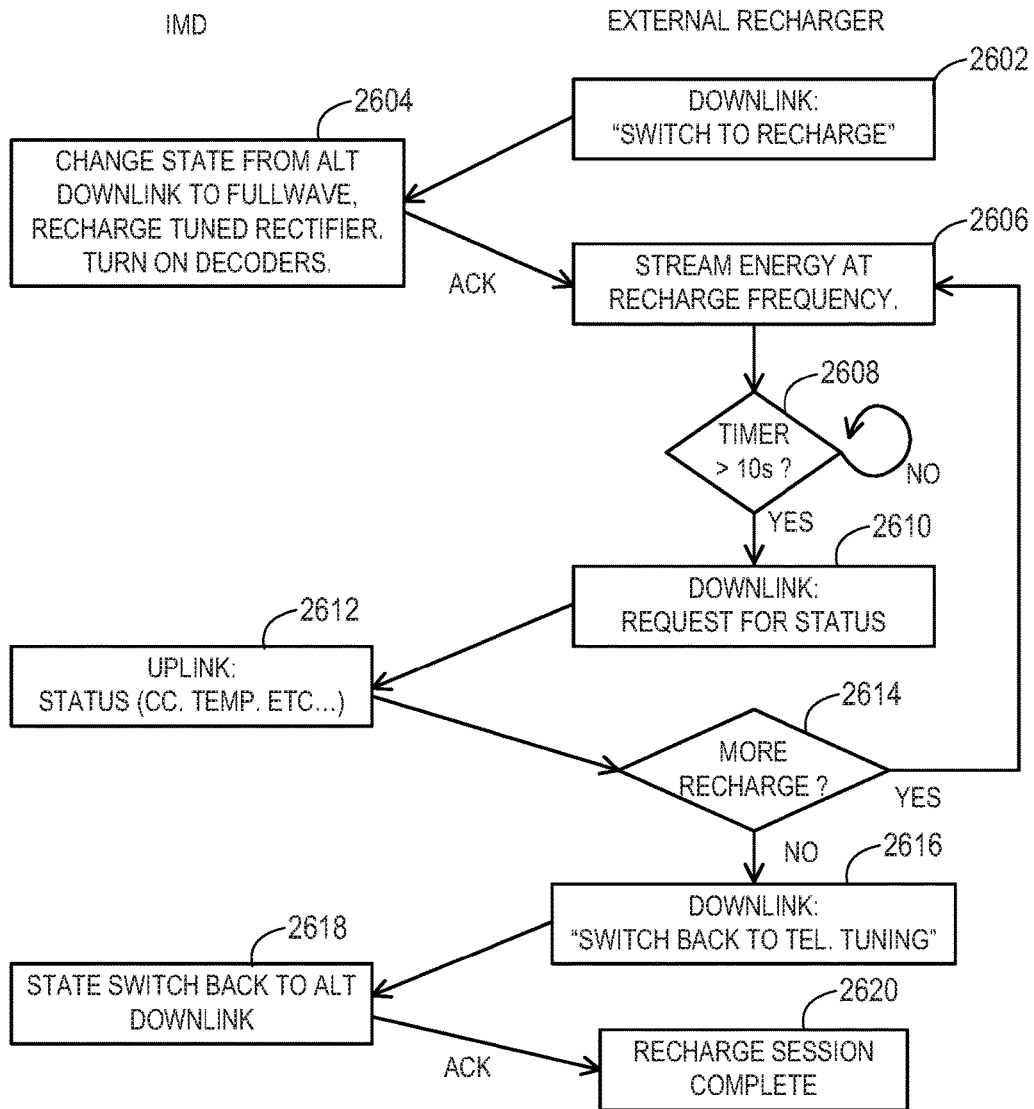 IMD
EXTERNAL RECHARGER
2602
DOWNLINK:
"SWITCH TO RECHARGE"
2604
CHANGE STATE FROM ALT
DOWNLINK TO FULLWAVE,
RECHARGE TUNED RECTIFIER.
TURN ON DECODERS.
ACK
2606
STREAM ENERGY AT
RECHARGE FREQUENCY.
2608
TIMER
> 10s ?
NO
YES
2610
DOWNLINK:
REQUEST FOR STATUS
2612
UPLINK:
STATUS (CC. TEMP. ETC...)
2614
MORE
RECHARGE ?
YES
NO
2616
DOWNLINK:
"SWITCH BACK TO TEL. TUNING"
2618
STATE SWITCH BACK TO ALT
DOWNLINK
ACK
2620
RECHARGE SESSION
COMPLETE